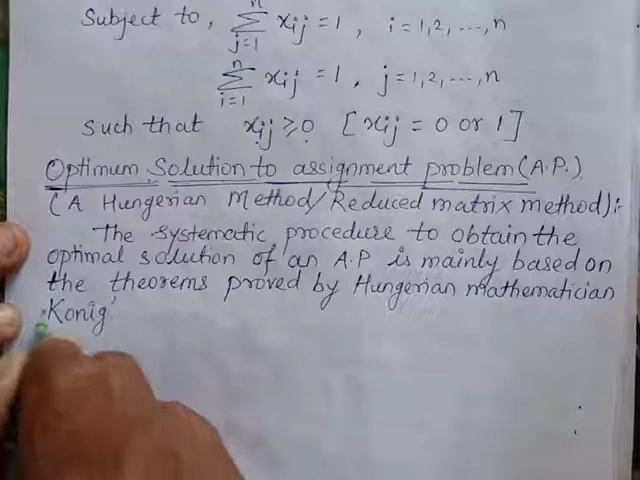 Subject to, n∑j=1 xij = 1, i = 1, 2, ..., n
n∑i=1 xij = 1, j = 1, 2, ..., n
Such that xij ≥ 0 [xij = 0 or 1]
Optimum Solution to assignment problem (A.P.)
(A Hungerian Method/Reduced matrix method):-
The systematic procedure to obtain the
optimal solution of an A.P is mainly based on
the theorems proved by Hungerian mathematician
'Konig'